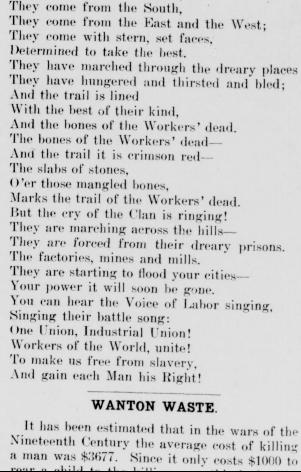 They come from the South,
They come from the East and the West;
They come with stern, set faces,
Determined to take the best.
They have marched through the dreary places
They have hungered and thirsted and bled;
And the trail is lined
With the best of their kind,
And the bones of the Workers' dead.
The bones of the Workers' dead—
And the trail it is crimson red—
The slabs of stones,
O'er those mangled bones,
Marks the trail of the Workers' dead.
But the cry of the Clan is ringing!
They are marching across the hills—
They are forced from their dreary prisons.
The factories, mines and mills.
They are starting to flood your cities—
Your power it will soon be gone.
You can hear the Voice of Labor singing,
Singing their battle song:
One Union, Industrial Union!
Workers of the World, unite!
To make us free from slavery,
And gain each Man his Right!
WANTON WASTE.
It has been estimated that in the wars of the
Nineteenth Century the average cost of killing
a man was $3677. Since it only costs $1000 to
rear a child to the